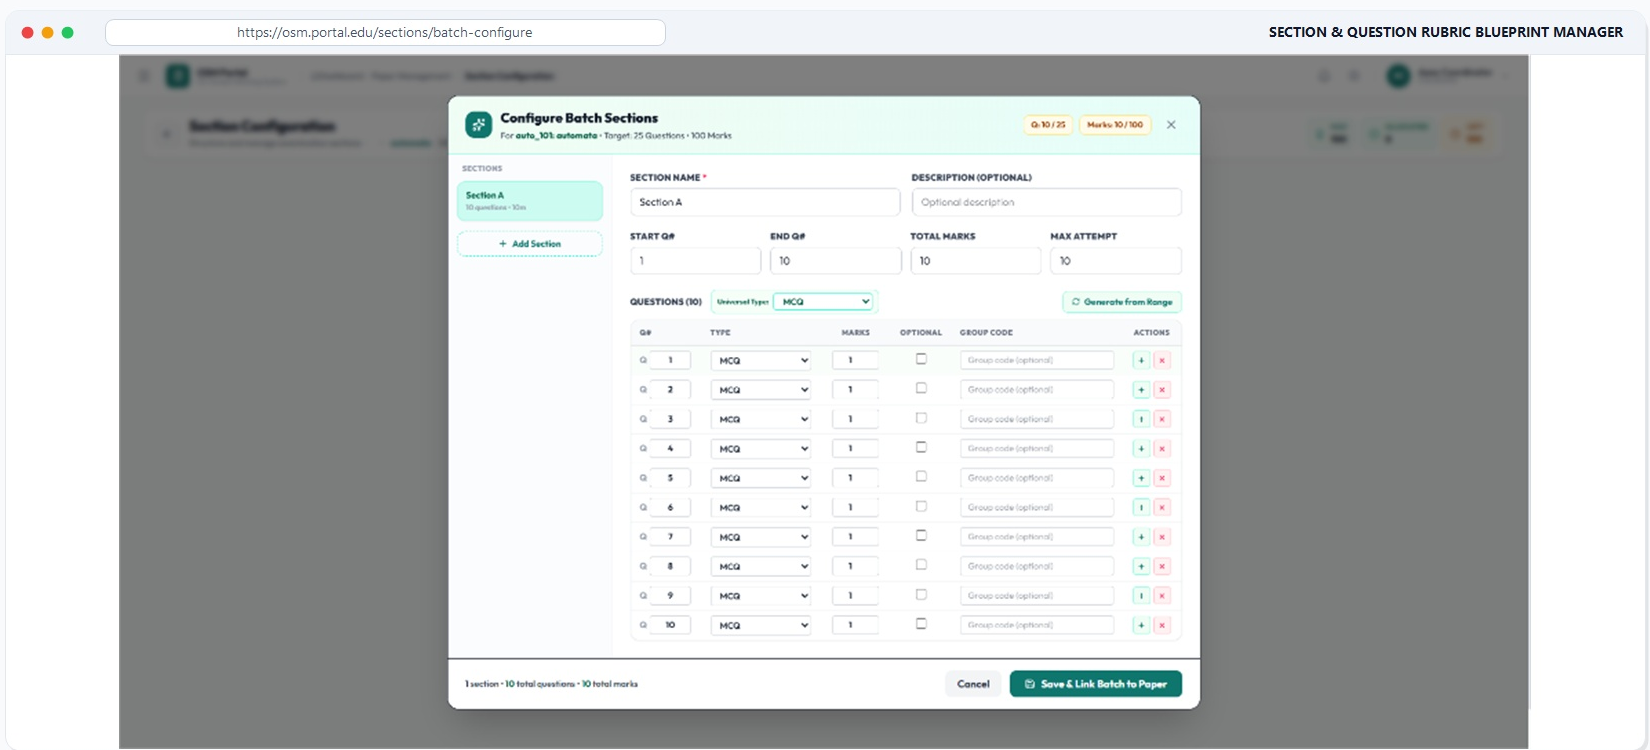 https://osm.portal.edu/sections/batch-configure
SECTION & QUESTION RUBRIC BLUEPRINT MANAGER
Section Configuration
Section Configuration
Configure Batch Sections
For auto_101: automata • Target: 25 Questions • 100 Marks
Q: 10 / 25
Marks: 10 / 100
SECTIONS
Section A
10 questions • 10m
+ Add Section
SECTION NAME *
DESCRIPTION (OPTIONAL)
Section A
Optional description
START Q#
END Q#
TOTAL MARKS
MAX ATTEMPT
1
10
10
10
QUESTIONS (10)
Universal Type:
MCQ
Generate from Range
Q# TYPE MARKS OPTIONAL GROUP CODE ACTIONS
Q 1 MCQ 1 Group code (optional) + ×
Q 2 MCQ 1 Group code (optional) + ×
Q 3 MCQ 1 Group code (optional) + ×
Q 4 MCQ 1 Group code (optional) + ×
Q 5 MCQ 1 Group code (optional) + ×
Q 6 MCQ 1 Group code (optional) + ×
Q 7 MCQ 1 Group code (optional) + ×
Q 8 MCQ 1 Group code (optional) + ×
Q 9 MCQ 1 Group code (optional) + ×
Q 10 MCQ 1 Group code (optional) + ×
1 section • 10 total questions • 10 total marks
Cancel
Save & Link Batch to Paper